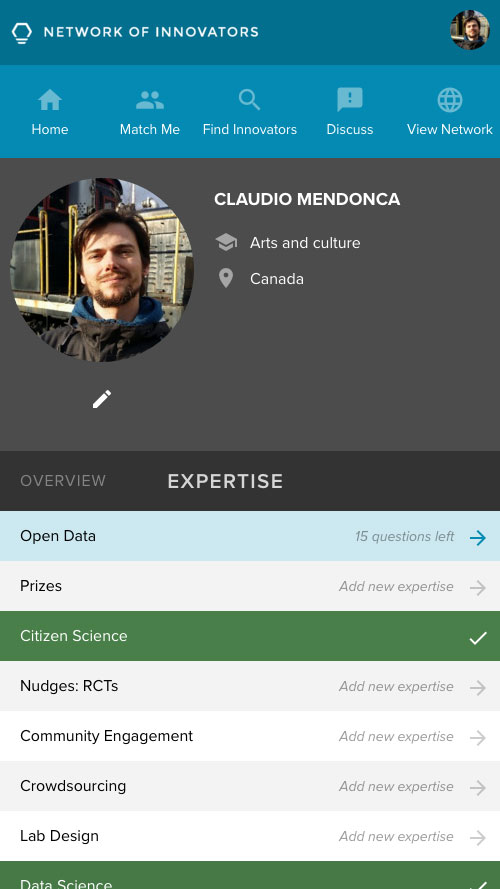 NETWORK OF INNOVATORS
Home Match Me Find Innovators Discuss View Network
CLAUDIO MENDONCA
Arts and culture
Canada
OVERVIEW EXPERTISE
Open Data 15 questions left
Prizes Add new expertise
Citizen Science
Nudges: RCTs Add new expertise
Community Engagement Add new expertise
Crowdsourcing Add new expertise
Lab Design Add new expertise
Data Science